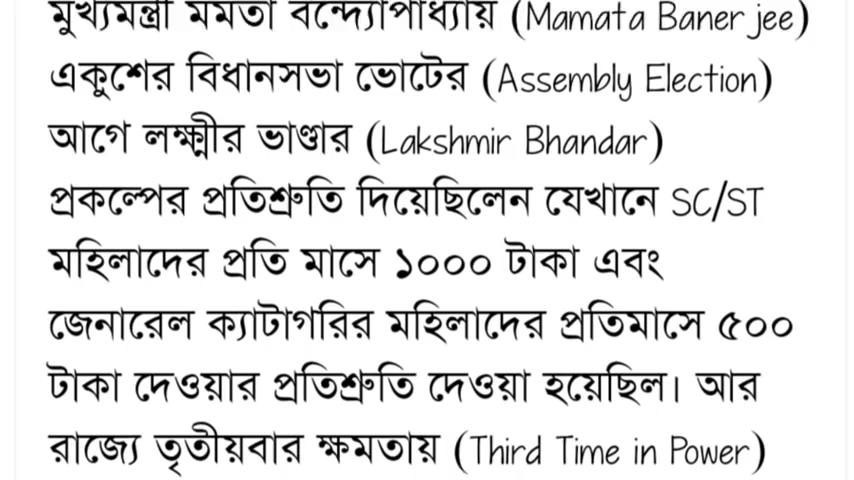 মুখ্যমন্ত্রী মমতা বন্দ্যোপাধ্যায় (Mamata Banerjee)
একুশের বিধানসভা ভোটের (Assembly Election)
আগে লক্ষ্মীর ভাণ্ডার (Lakshmir Bhandar)
প্রকল্পের প্রতিশ্রুতি দিয়েছিলেন যেখানে SC/ST
মহিলাদের প্রতি মাসে ১০০০ টাকা এবং
জেনারেল ক্যাটাগরির মহিলাদের প্রতিমাসে ৫০০
টাকা দেওয়ার প্রতিশ্রুতি দেওয়া হয়েছিল। আর
রাজ্যে তৃতীয়বার ক্ষমতায় (Third Time in Power)